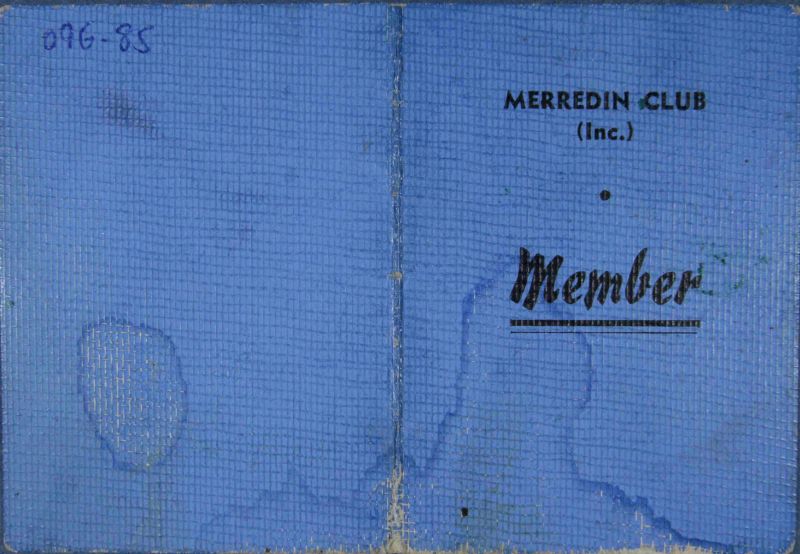 096-85
MERREDIN CLUB
(Inc.)
Member